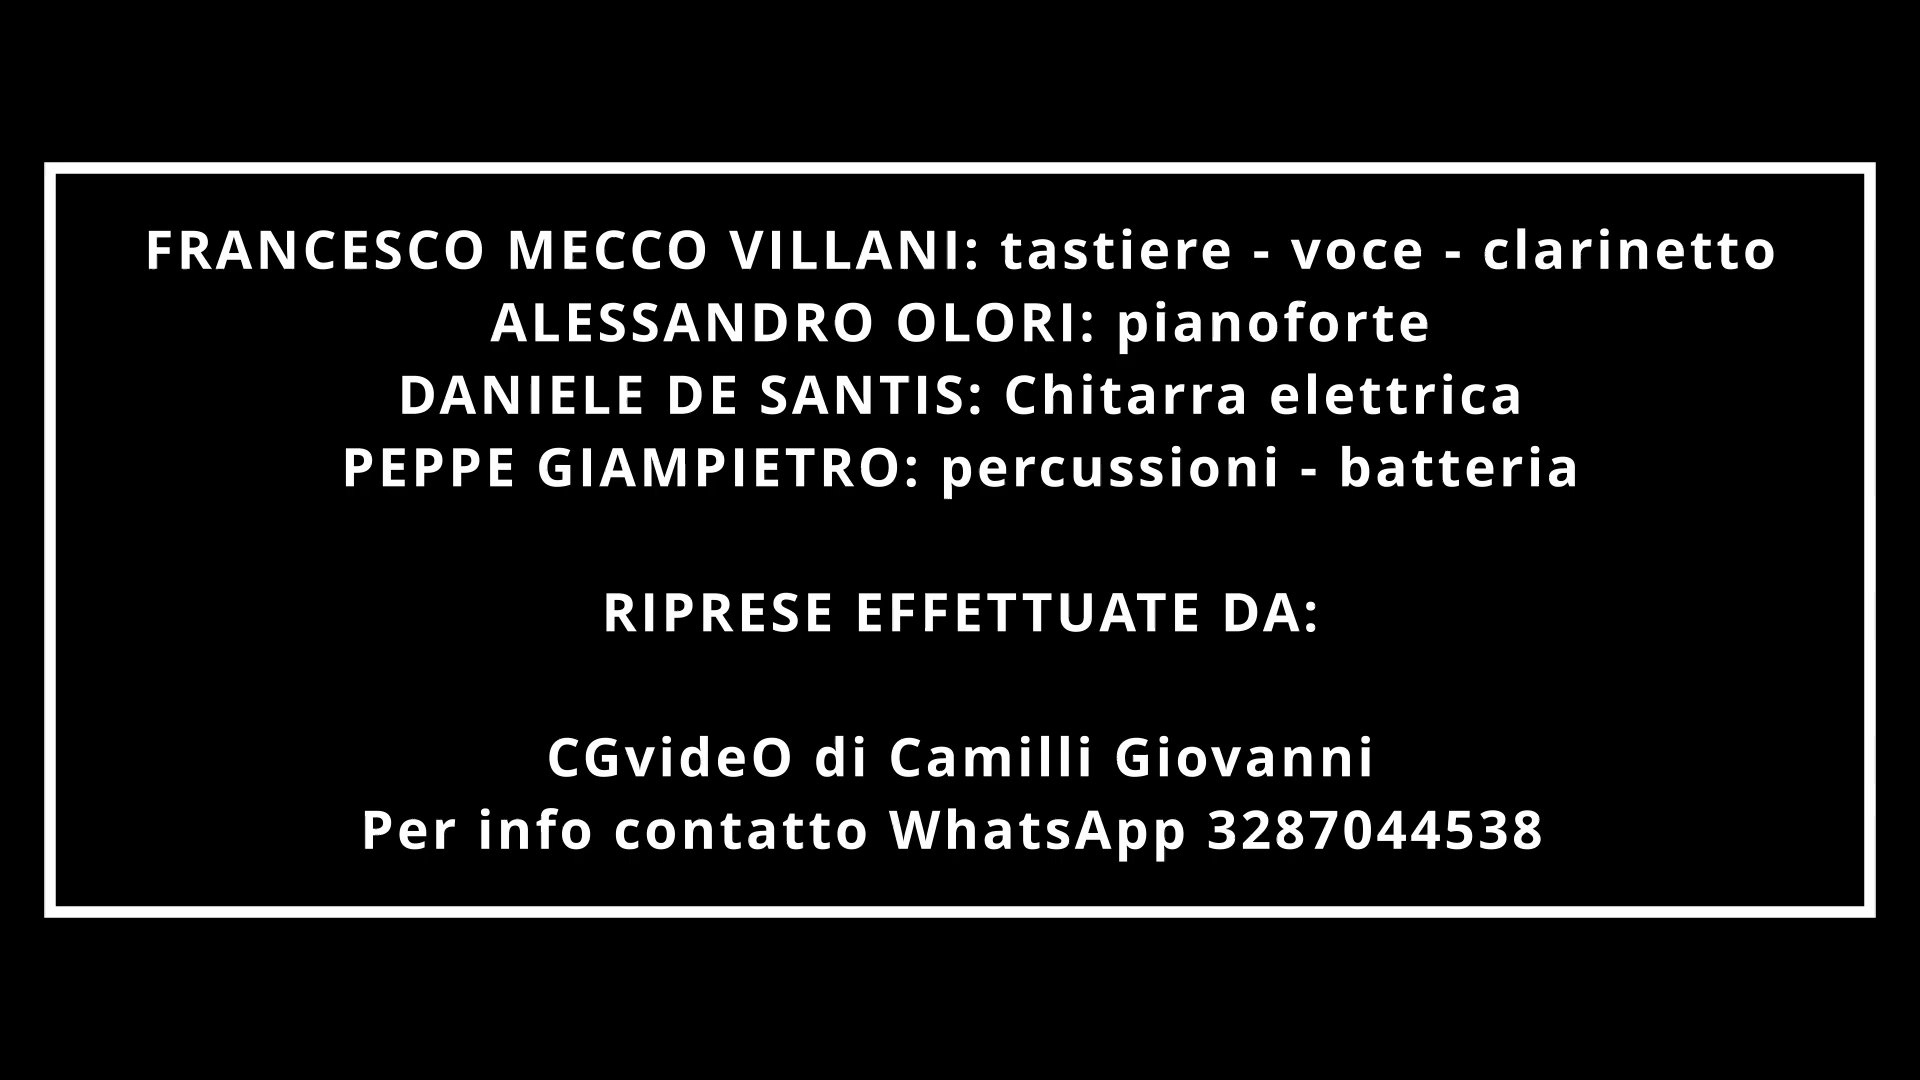 FRANCESCO MECCO VILLANI: tastiere - voce - clarinetto
ALESSANDRO OLORI: pianoforte
DANIELE DE SANTIS: Chitarra elettrica
PEPPE GIAMPIETRO: percussioni - batteria
RIPRESE EFFETTUATE DA:
CGvideO di Camilli Giovanni
Per info contatto WhatsApp 3287044538